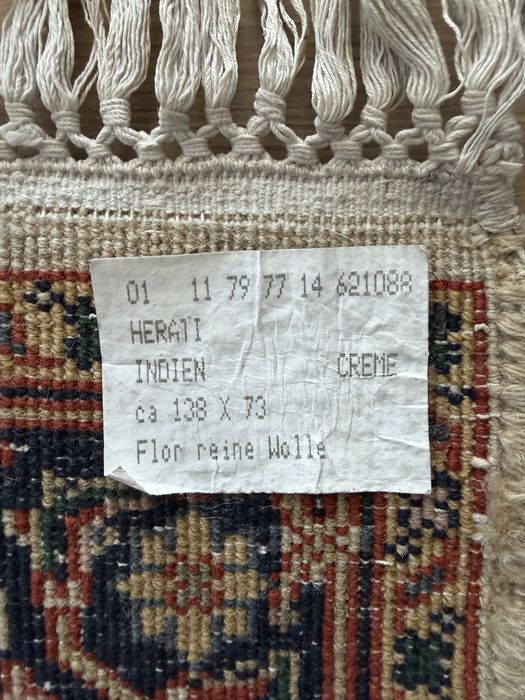 01 11 79 77 14 621088
HERATI
INDIEN CREME
ca 138 X 73
Flor reine Wolle